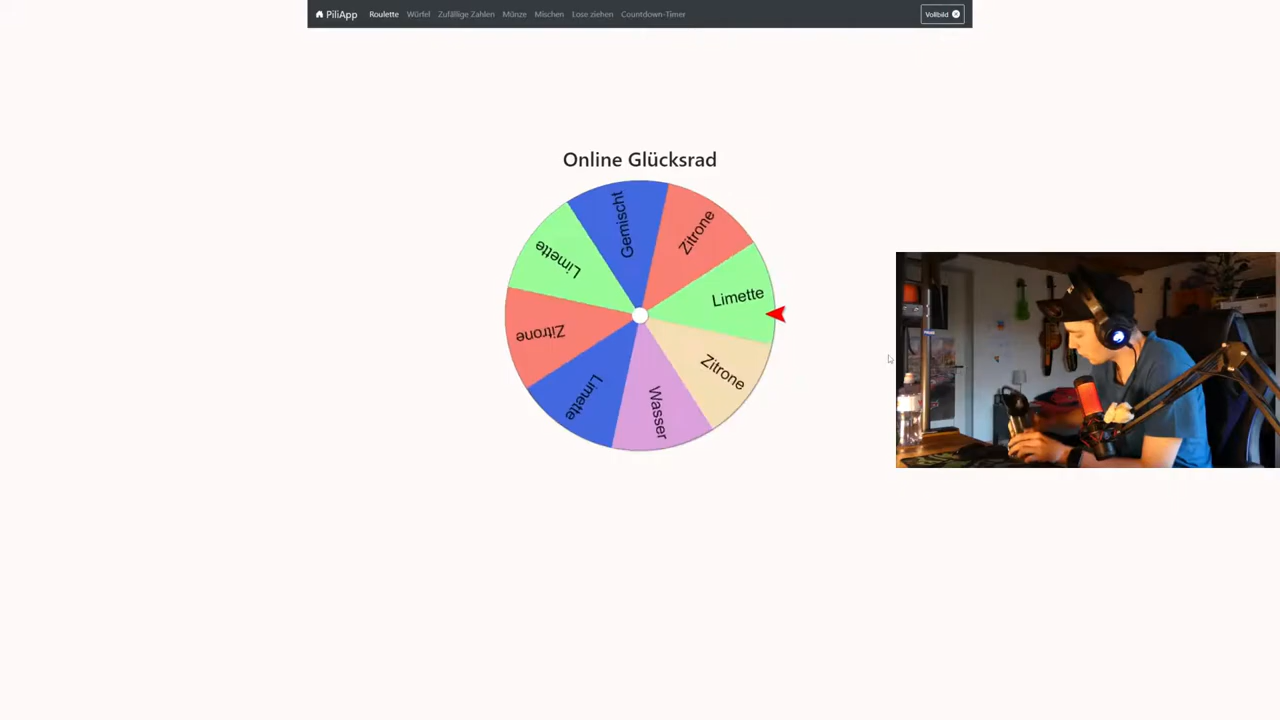 PiliApp Roulette Würfel Zufällige Zahlen Münze Mischen Lose ziehen Countdown-Timer Vollbild
Online Glücksrad
Gemischt
Zitrone
Limette
Limette
Zitrone
Zitrone
Limette
Wasser